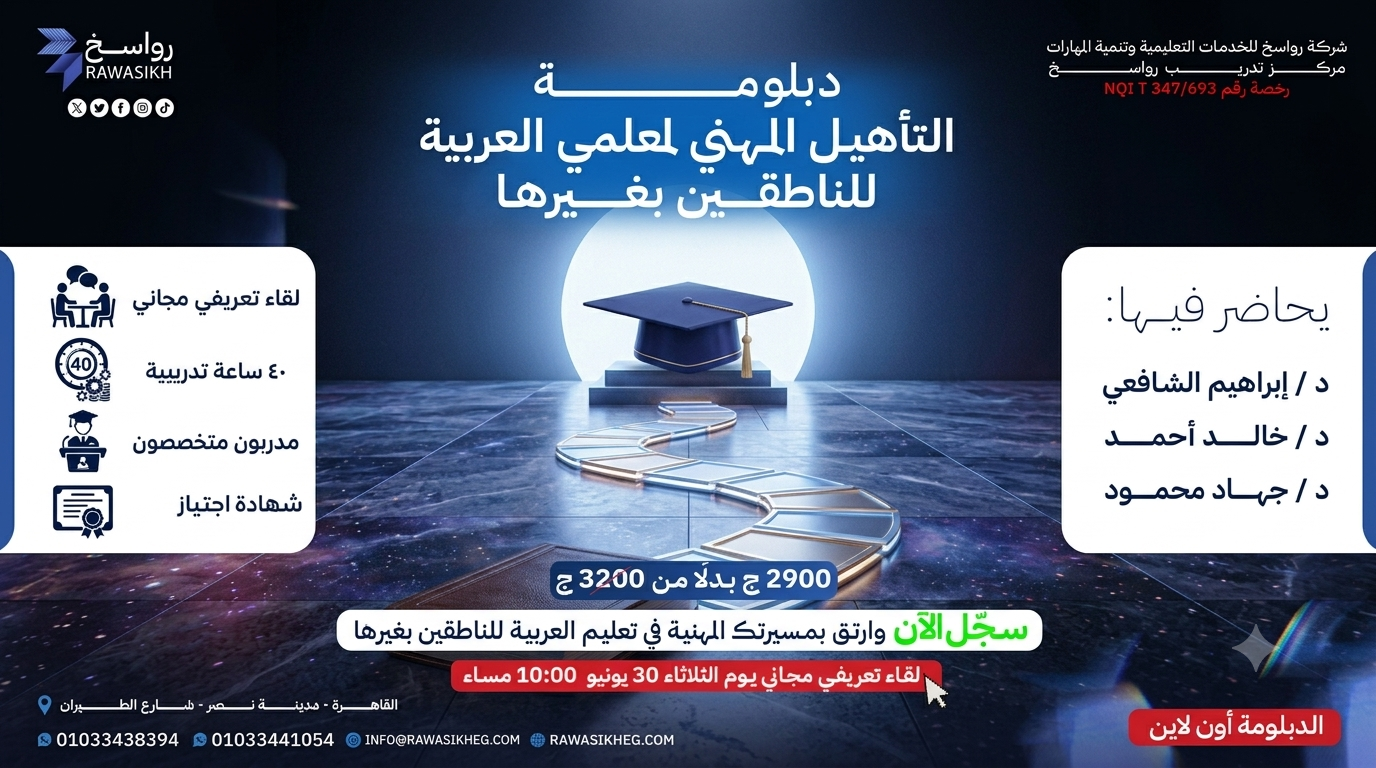 رواسخ
RAWASIKH
شركة رواسخ للخدمات التعليمية وتنمية المهارات
مركز تدريب رواسخ
رخصة رقم NQI T 347/693
دبلومة
التأهيل المهني لمعلمي العربية
للناطقين بغيرها
يحاضر فيها:
د / إبراهيم الشافعي
د / خالد أحمد
د / جهاد محمود
لقاء تعريفي مجاني
40
٤٠ ساعة تدريبية
مدربون متخصصون
شهادة اجتياز
2900 ج بدلًا من 3200 ج
سجّل الآن وارتق بمسيرتك المهنية في تعليم العربية للناطقين بغيرها
لقاء تعريفي مجاني يوم الثلاثاء 30 يونيو 10:00 مساء
الدبلومة أون لاين
القاهرة - مدينة نصر - شارع الطيران
01033438394 01033441054 INFO@RAWASIKHEG.COM RAWASIKHEG.COM